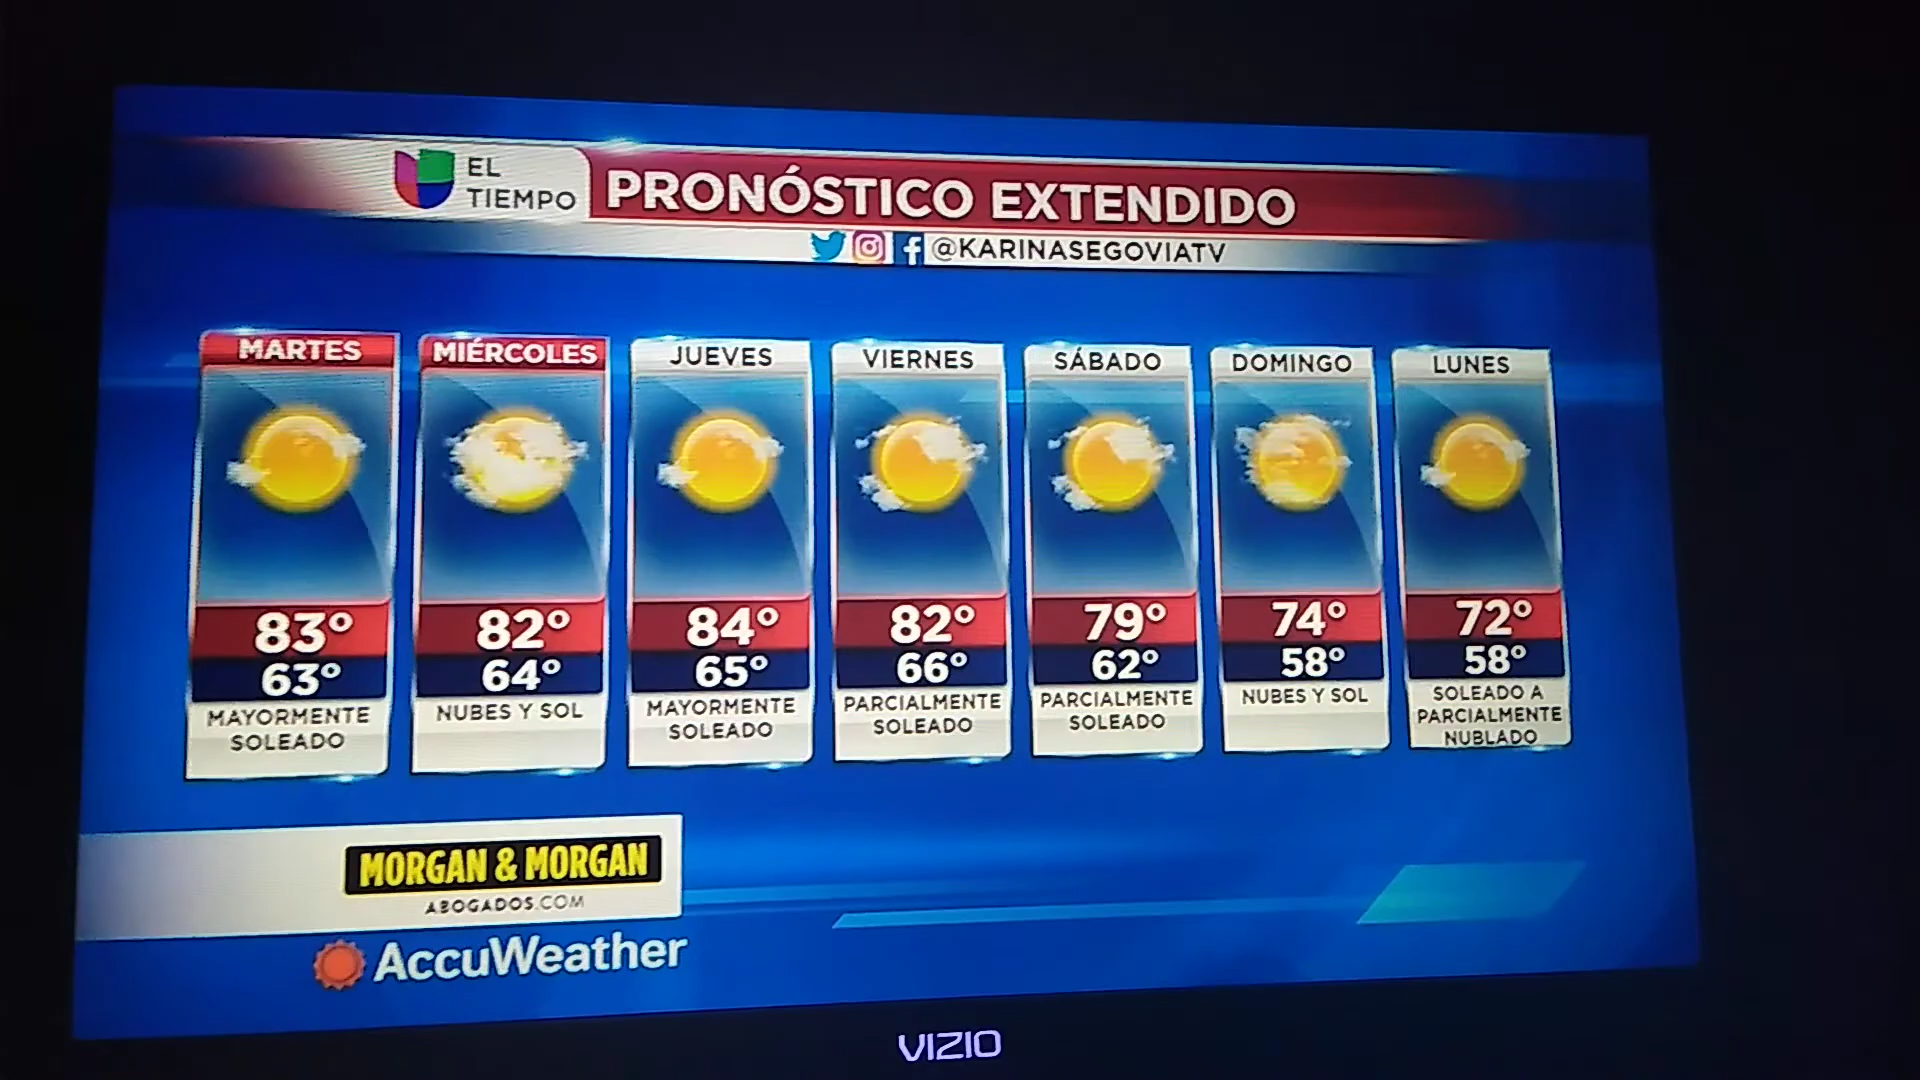 EL
TIEMPO
PRONÓSTICO EXTENDIDO
@KARINASEGOVIATV
MARTES
83°
63°
MAYORMENTE
SOLEADO
MIÉRCOLES
82°
64°
NUBES Y SOL
JUEVES
84°
65°
MAYORMENTE
SOLEADO
VIERNES
82°
66°
PARCIALMENTE
SOLEADO
SÁBADO
79°
62°
PARCIALMENTE
SOLEADO
DOMINGO
74°
58°
NUBES Y SOL
LUNES
72°
58°
SOLEADO A
PARCIALMENTE
NUBLADO
MORGAN & MORGAN
ABOGADOS.COM
AccuWeather
VIZIO